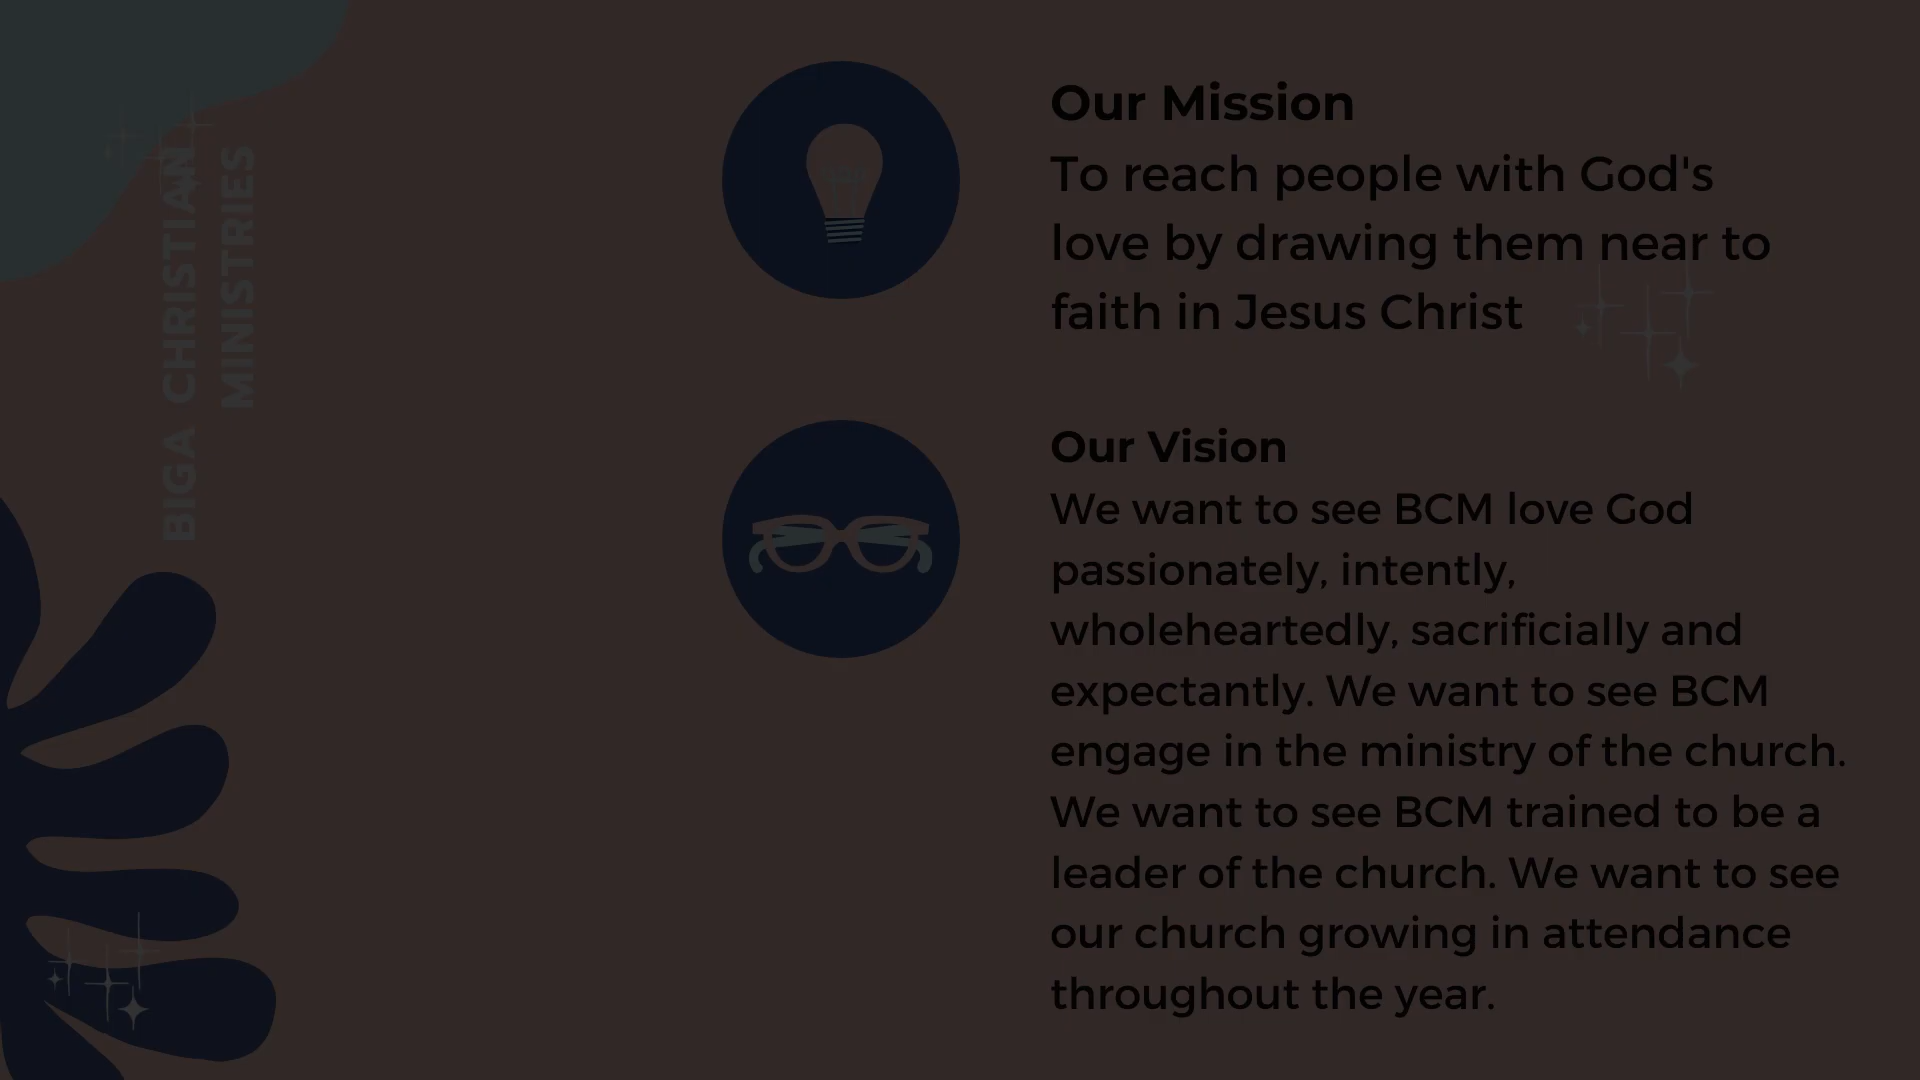 BIGA CHRISTIAN
MINISTRIES
Our Mission
To reach people with God's
love by drawing them near to
faith in Jesus Christ
Our Vision
We want to see BCM love God
passionately, intently,
wholeheartedly, sacrificially and
expectantly. We want to see BCM
engage in the ministry of the church.
We want to see BCM trained to be a
leader of the church. We want to see
our church growing in attendance
throughout the year.